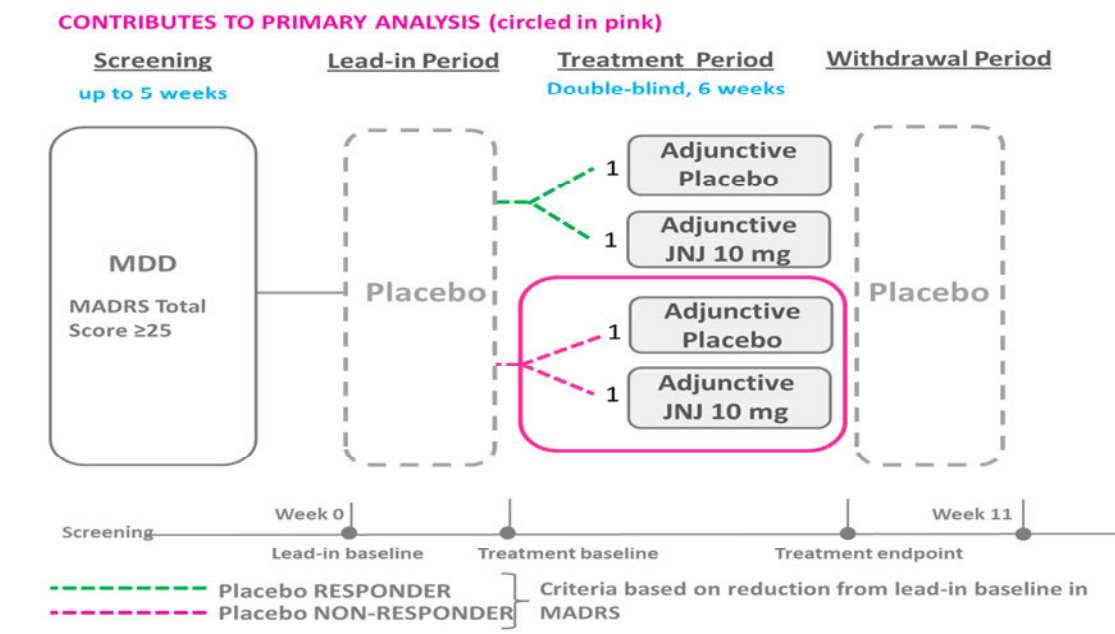 CONTRIBUTES TO PRIMARY ANALYSIS (circled in pink)
Screening
Lead-in Period
Treatment Period
Withdrawal Period
up to 5 weeks
Double-blind, 6 weeks
MDD
MADRS Total
Score ≥25
Placebo
1
Adjunctive
Placebo
1
Adjunctive
JNJ 10 mg
1
Adjunctive
Placebo
1
Adjunctive
JNJ 10 mg
Placebo
Screening
Week 0
Week 11
Lead-in baseline
Treatment baseline
Treatment endpoint
Placebo RESPONDER
Placebo NON-RESPONDER
Criteria based on reduction from lead-in baseline in
MADRS